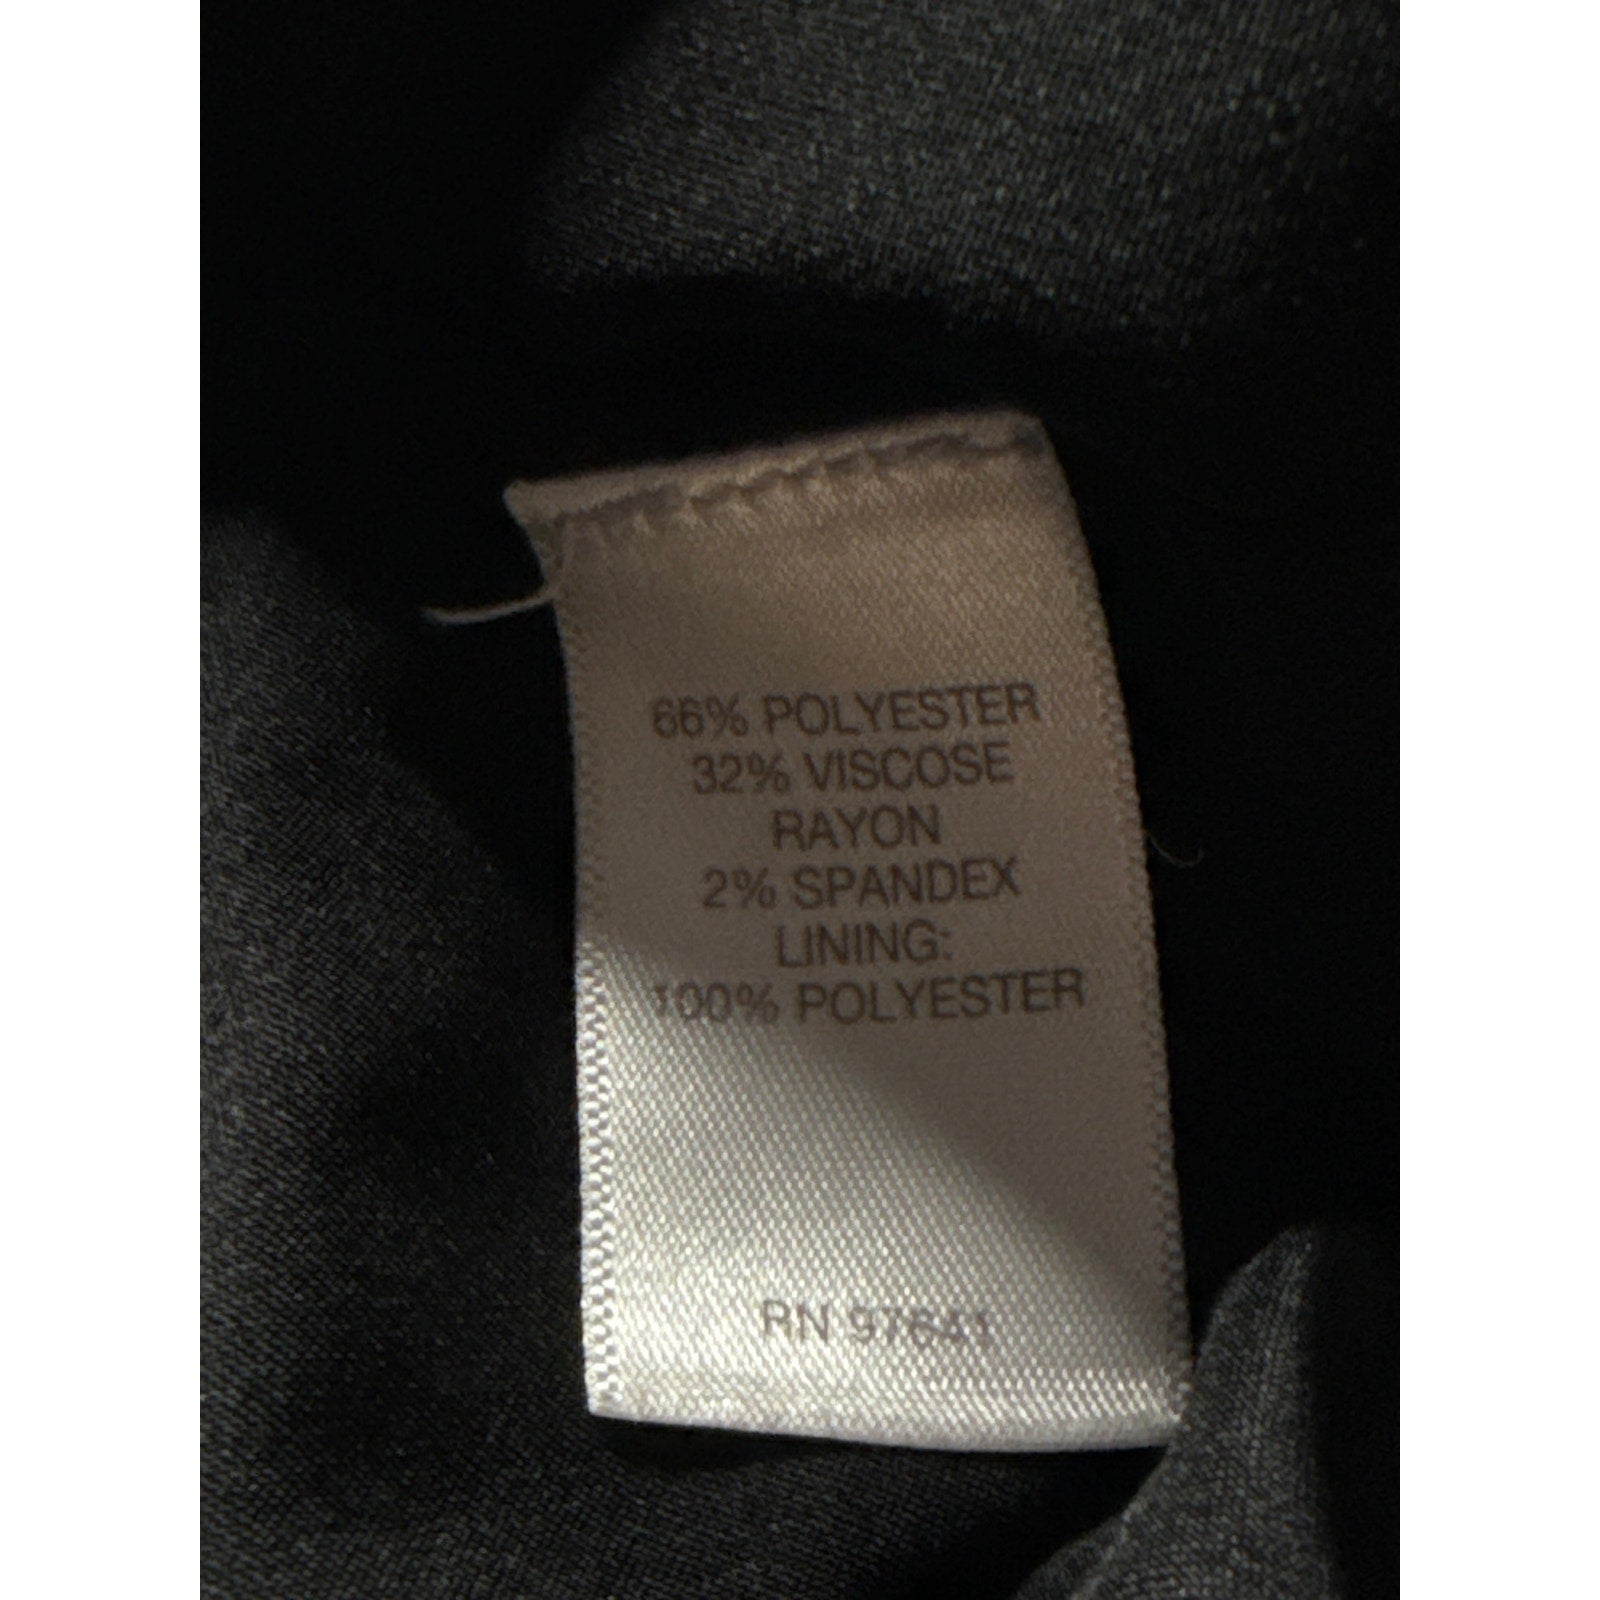 66% POLYESTER
32% VISCOSE
RAYON
2% SPANDEX
LINING:
100% POLYESTER
RN 97641